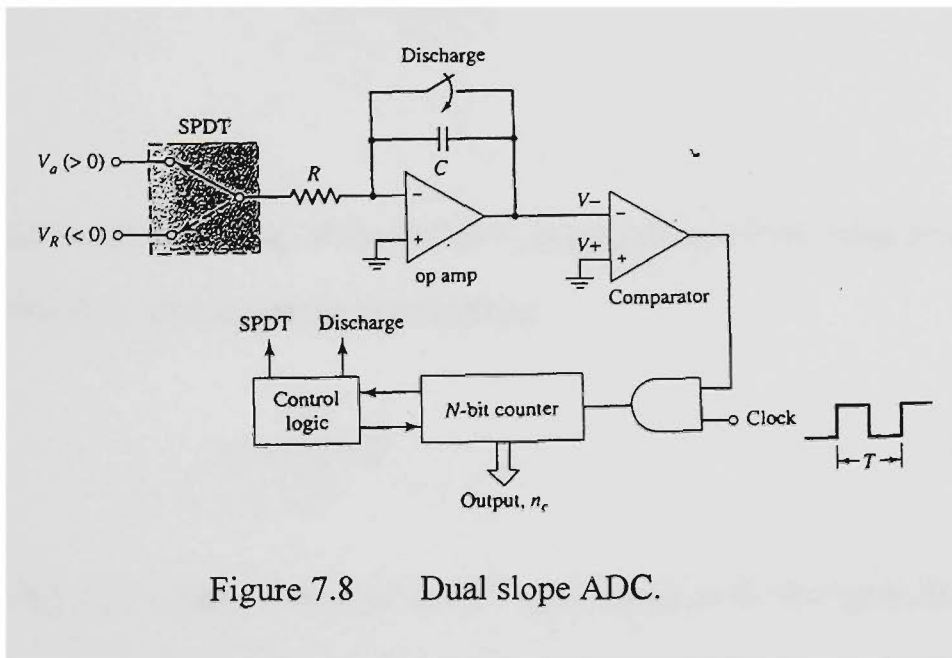 Discharge
SPDT
C
V_a (> 0)
R
V_R (< 0)
−
+
op amp
V−
V+
−
+
Comparator
SPDT Discharge
Control
logic
N-bit counter
Clock
T
Output, n_c
Figure 7.8 Dual slope ADC.